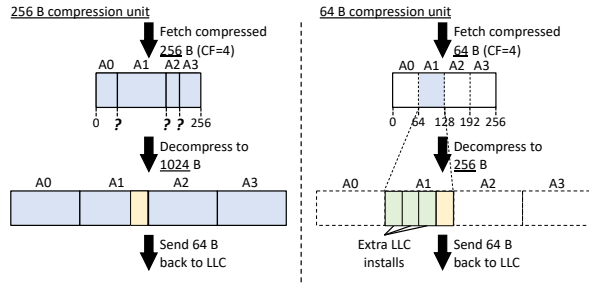 256 B compression unit
Fetch compressed
256 B (CF=4)
A0 A1 A2 A3
0 ? ? ? 256
Decompress to
1024 B
A0 A1 A2 A3
Send 64 B
back to LLC
64 B compression unit
Fetch compressed
64 B (CF=4)
A0 A1 A2 A3
0 64 128 192 256
Decompress to
256 B
A0 A1 A2 A3
Extra LLC
installs
Send 64 B
back to LLC